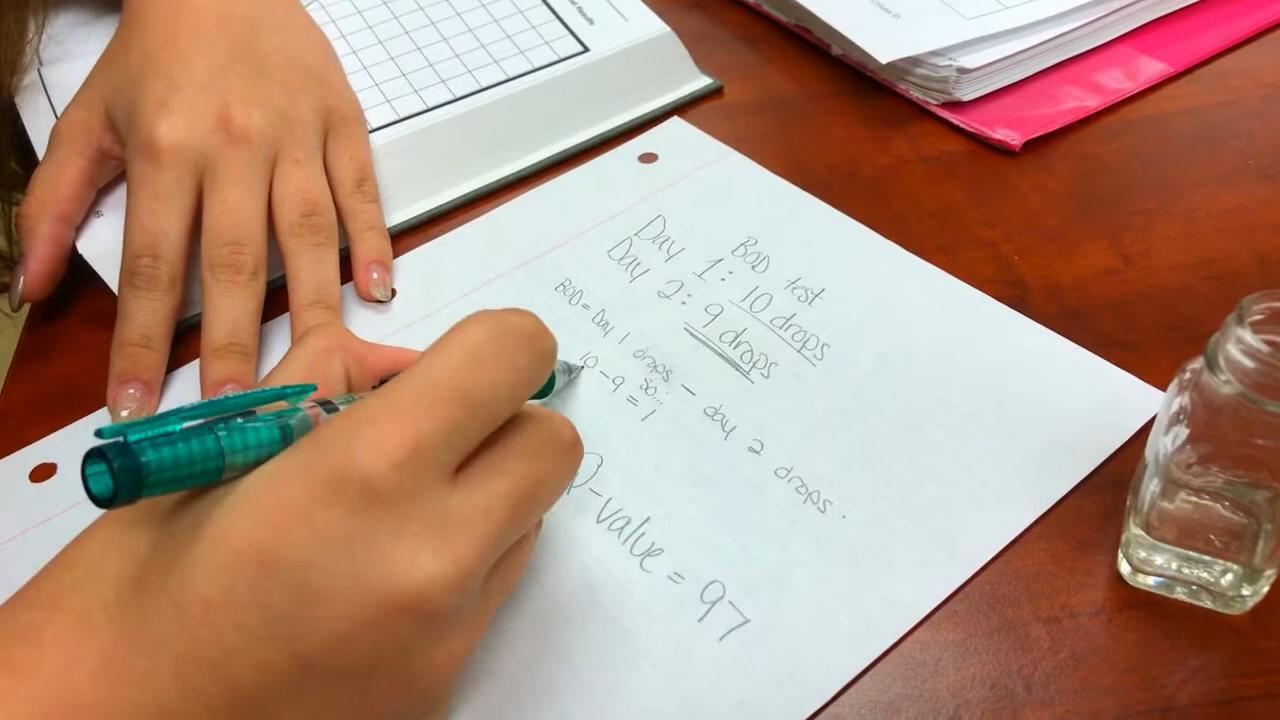 BOD test
Day 1: 10 drops
Day 2: 9 drops
BOD = Day 1 drops - day 2 drops.
so...
10 - 9 = 1
Q-value = 97
Results